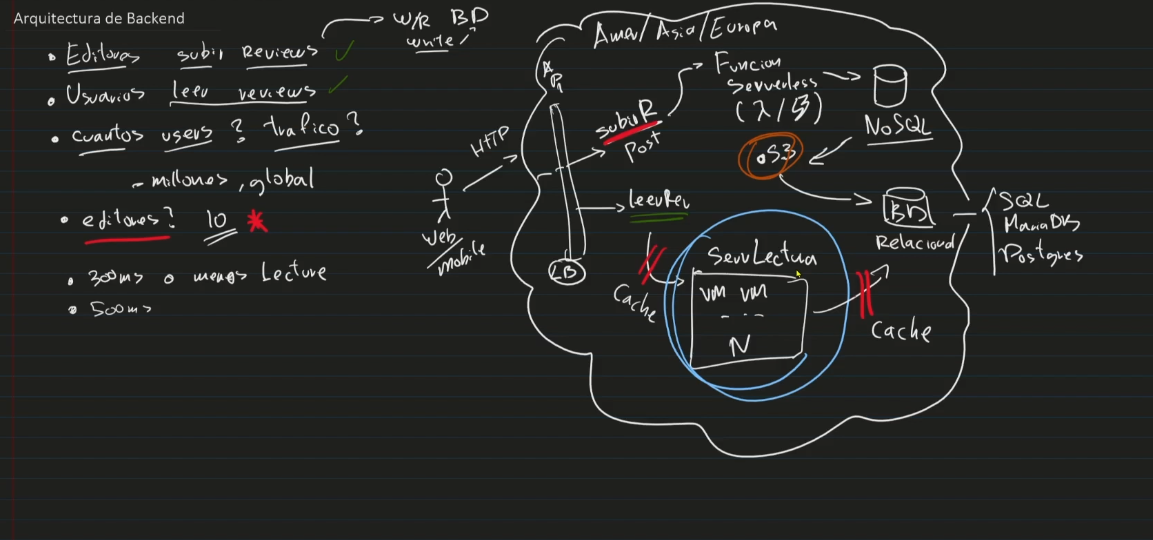 Arquitectura de Backend
• Editores subir Reviews
W/R BD
write
• Usuarios leer reviews
• cuantos users? trafico?
- millones, global
• editores? 10 *
• 300ms o menos Lecture
• 500ms
Amer/Asia/Europa
API
HTTP
Web/
mobile
LB
subirR
Post
Funcion
Serverless
NoSQL
•S3
leerRev
BD
Relacional
SQL
MariaDB
Postgres
Cache
ServLectura
VM VM
- . -
N
Cache